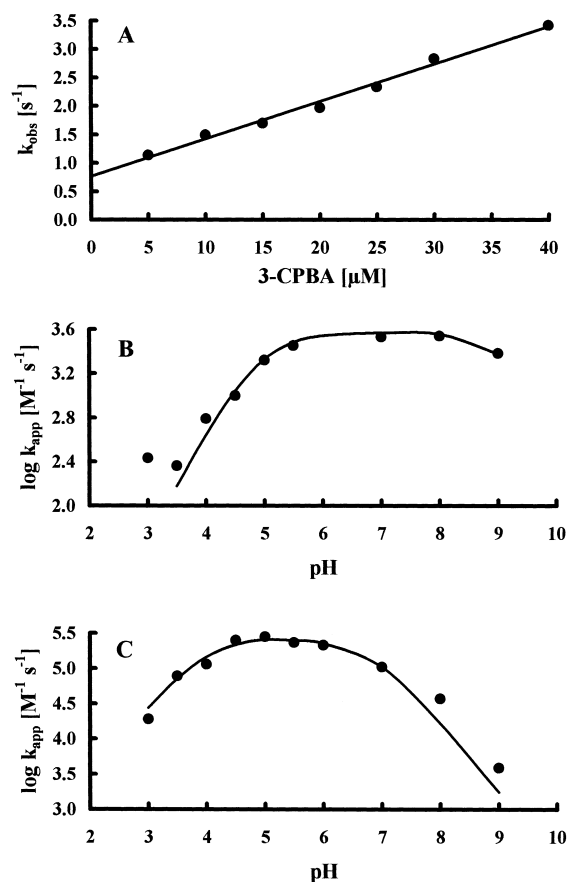 A
k_obs [s⁻¹]
3.5
3.0
2.5
2.0
1.5
1.0
0.5
0.0
0 5 10 15 20 25 30 35 40
3-CPBA [µM]
B
log k_app [M⁻¹ s⁻¹]
3.6
3.2
2.8
2.4
2.0
2 3 4 5 6 7 8 9 10
pH
C
log k_app [M⁻¹ s⁻¹]
5.5
5.0
4.5
4.0
3.5
3.0
2 3 4 5 6 7 8 9 10
pH